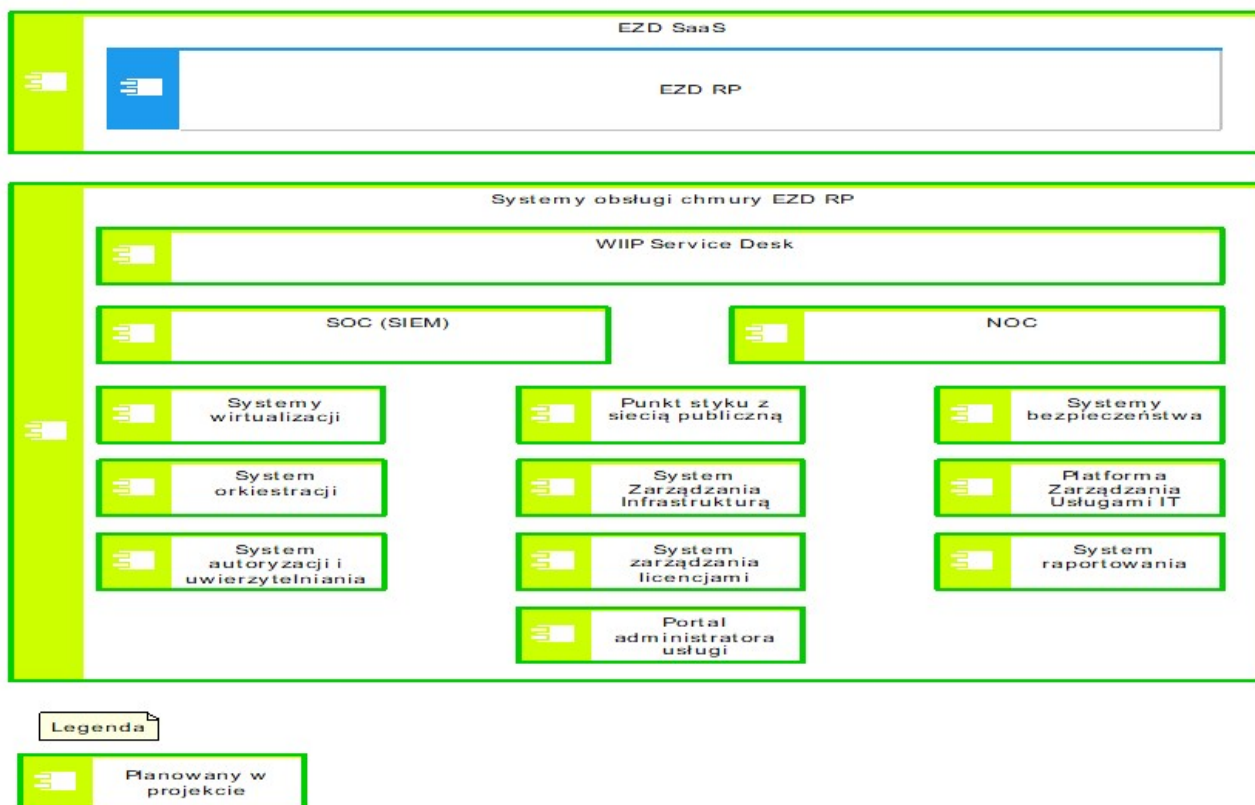 EZD SaaS
EZD RP
Systemy obsługi chmury EZD RP
WIIP Service Desk
SOC (SIEM)
NOC
Systemy
wirtualizacji
Punkt styku z
siecią publiczną
Systemy
bezpieczeństwa
System
orkiestracji
System
Zarządzania
Infrastrukturą
Platforma
Zarządzania
Usługami IT
System
autoryzacji i
uwierzytelniania
System
zarządzania
licencjami
System
raportowania
Portal
administratora
usługi
Legenda
Planowany w
projekcie